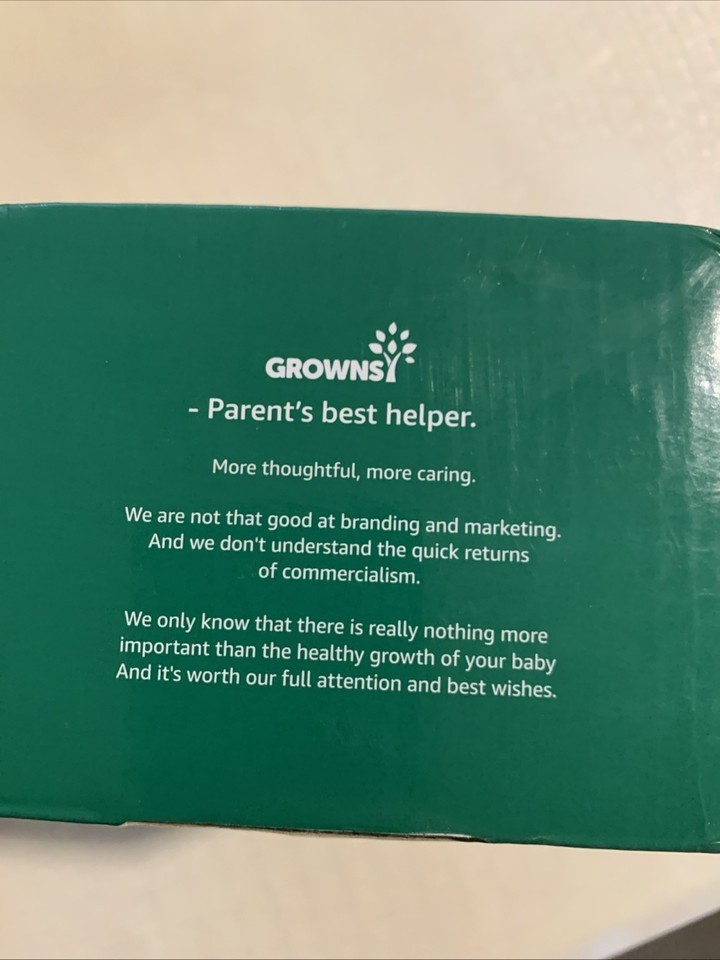 GROWNSY
- Parent's best helper.
More thoughtful, more caring.
We are not that good at branding and marketing.
And we don't understand the quick returns
of commercialism.
We only know that there is really nothing more
important than the healthy growth of your baby
And it's worth our full attention and best wishes.